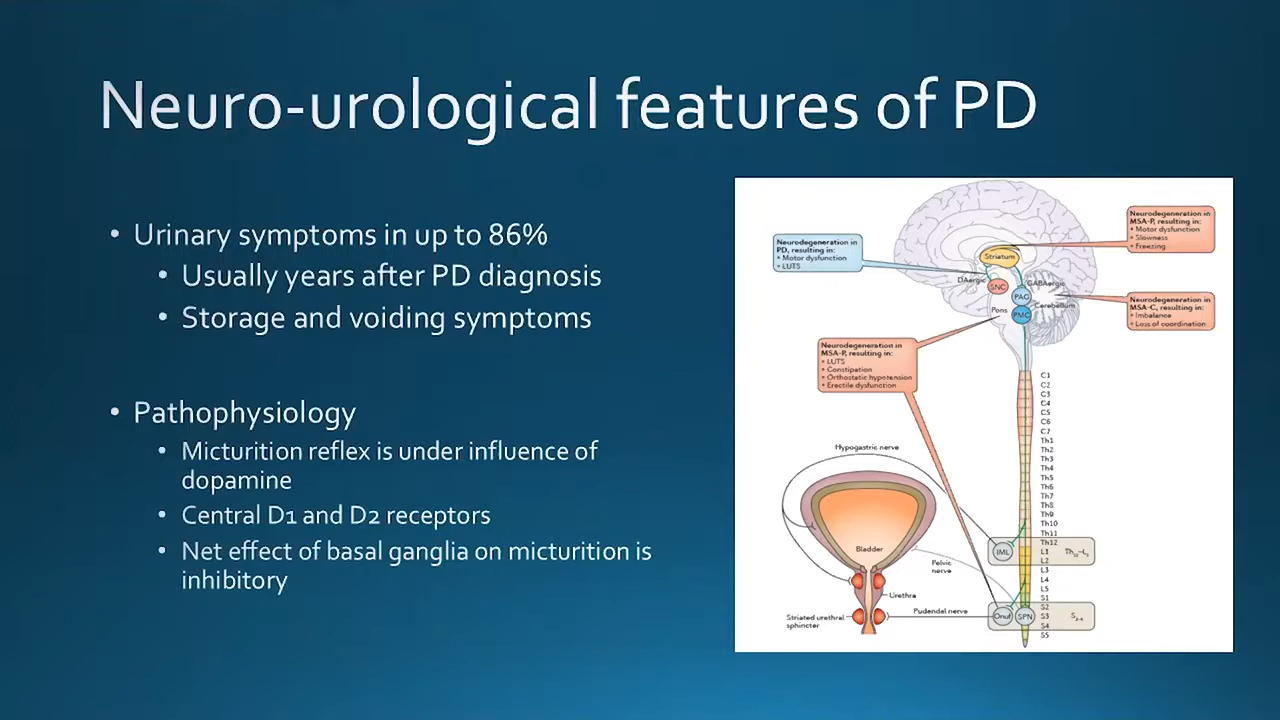 Neuro-urological features of PD
• Urinary symptoms in up to 86%
• Usually years after PD diagnosis
• Storage and voiding symptoms
• Pathophysiology
• Micturition reflex is under influence of
dopamine
• Central D1 and D2 receptors
• Net effect of basal ganglia on micturition is
inhibitory
Neurodegeneration in
PD, resulting in:
• Motor dysfunction
• LUTS
Neurodegeneration in
MSA-P, resulting in:
• Motor dysfunction
• Slowness
• Freezing
Striatum
DAergic
SNC
GABAergic
PAG
Cerebellum
Pons
PMC
Neurodegeneration in
MSA-C, resulting in:
• Imbalance
• Loss of coordination
Neurodegeneration in
MSA-P, resulting in:
• LUTS
• Constipation
• Orthostatic hypotension
• Erectile dysfunction
C1
C2
C3
C4
C5
C6
C7
Th1
Th2
Th3
Th4
Th5
Th6
Th7
Th8
Th9
Th10
Th11
Th12
L1
L2
L3
L4
L5
S1
S2
S3
S4
S5
Hypogastric nerve
Bladder
IML
Th10–L2
Pelvic
nerve
Urethra
Striated urethral
sphincter
Pudendal nerve
Onuf
SPN
S2-4